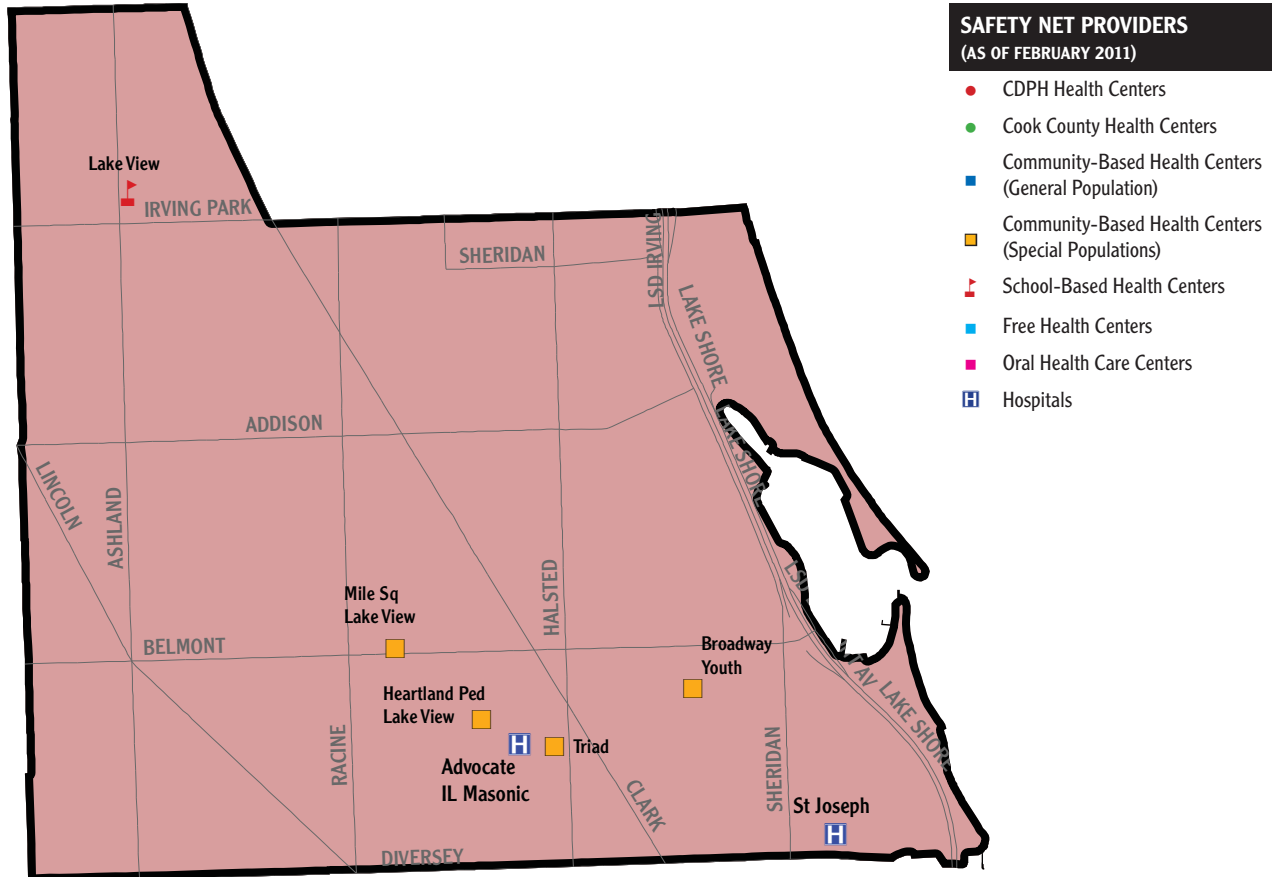 SAFETY NET PROVIDERS
(AS OF FEBRUARY 2011)
CDPH Health Centers
Cook County Health Centers
Community-Based Health Centers
(General Population)
Community-Based Health Centers
(Special Populations)
School-Based Health Centers
Free Health Centers
Oral Health Care Centers
H Hospitals
Lake View
IRVING PARK
SHERIDAN
LSD IRVING
LAKE SHORE
LAKE SHORE
ADDISON
LINCOLN
ASHLAND
HALSTED
LSD
Mile Sq
Lake View
BELMONT
Broadway
Youth
AV
LAKE SHORE
Heartland Ped
Lake View
RACINE
H
Triad
Advocate
IL Masonic
CLARK
SHERIDAN
St Joseph
H
DIVERSEY